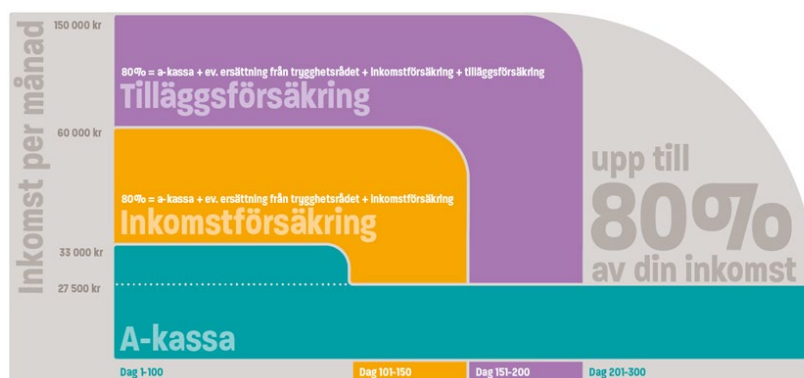 Inkomst per månad
150 000 kr
80% = a-kassa + ev. ersättning från trygghetsrådet + inkomstförsäkring + tilläggsförsäkring
Tilläggsförsäkring
60 000 kr
upp till
80%
av din inkomst
80% = a-kassa + ev. ersättning från trygghetsrådet + inkomstförsäkring
Inkomstförsäkring
33 000 kr
27 500 kr
A-kassa
Dag 1-100
Dag 101-150
Dag 151-200
Dag 201-300